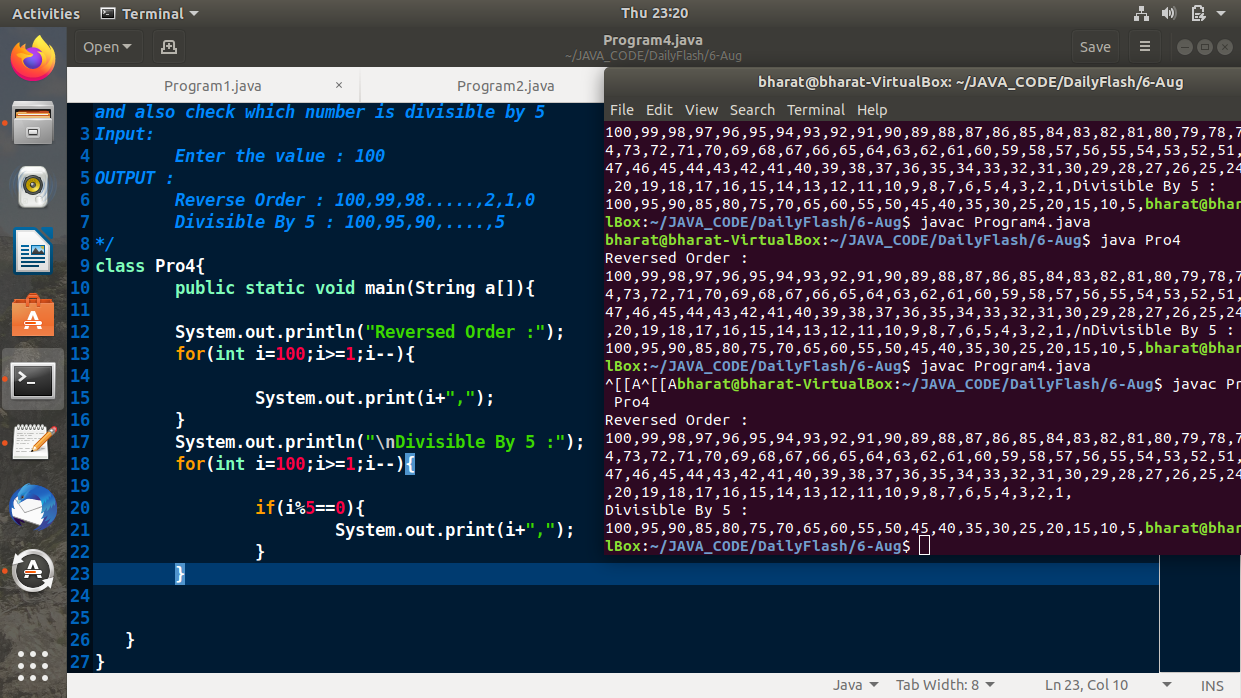 Activities
Terminal
Thu 23:20
Open
Program4.java
~/JAVA_CODE/DailyFlash/6-Aug
Save
Program1.java
×
Program2.java
and also check which number is divisible by 5
3 Input:
4 Enter the value : 100
5 OUTPUT :
6 Reverse Order : 100,99,98.....,2,1,0
7 Divisible By 5 : 100,95,90,....,5
8 */
9 class Pro4{
10 public static void main(String a[]){
11
12 System.out.println("Reversed Order :");
13 for(int i=100;i>=1;i--){
14
15 System.out.print(i+",");
16 }
17 System.out.println("\nDivisible By 5 :");
18 for(int i=100;i>=1;i--){
19
20 if(i%5==0){
21 System.out.print(i+",");
22 }
23 }
24
25
26 }
27 }
bharat@bharat-VirtualBox: ~/JAVA_CODE/DailyFlash/6-Aug
File Edit View Search Terminal Help
100,99,98,97,96,95,94,93,92,91,90,89,88,87,86,85,84,83,82,81,80,79,78,7
4,73,72,71,70,69,68,67,66,65,64,63,62,61,60,59,58,57,56,55,54,53,52,51,
47,46,45,44,43,42,41,40,39,38,37,36,35,34,33,32,31,30,29,28,27,26,25,24
,20,19,18,17,16,15,14,13,12,11,10,9,8,7,6,5,4,3,2,1,Divisible By 5 :
100,95,90,85,80,75,70,65,60,55,50,45,40,35,30,25,20,15,10,5,bharat@bhar
lBox:~/JAVA_CODE/DailyFlash/6-Aug$ javac Program4.java
bharat@bharat-VirtualBox:~/JAVA_CODE/DailyFlash/6-Aug$ java Pro4
Reversed Order :
100,99,98,97,96,95,94,93,92,91,90,89,88,87,86,85,84,83,82,81,80,79,78,7
4,73,72,71,70,69,68,67,66,65,64,63,62,61,60,59,58,57,56,55,54,53,52,51,
47,46,45,44,43,42,41,40,39,38,37,36,35,34,33,32,31,30,29,28,27,26,25,24
,20,19,18,17,16,15,14,13,12,11,10,9,8,7,6,5,4,3,2,1,/nDivisible By 5 :
100,95,90,85,80,75,70,65,60,55,50,45,40,35,30,25,20,15,10,5,bharat@bhar
lBox:~/JAVA_CODE/DailyFlash/6-Aug$ javac Program4.java
^[[A^[[Abharat@bharat-VirtualBox:~/JAVA_CODE/DailyFlash/6-Aug$ javac Pr
Pro4
Reversed Order :
100,99,98,97,96,95,94,93,92,91,90,89,88,87,86,85,84,83,82,81,80,79,78,7
4,73,72,71,70,69,68,67,66,65,64,63,62,61,60,59,58,57,56,55,54,53,52,51,
47,46,45,44,43,42,41,40,39,38,37,36,35,34,33,32,31,30,29,28,27,26,25,24
,20,19,18,17,16,15,14,13,12,11,10,9,8,7,6,5,4,3,2,1,
Divisible By 5 :
100,95,90,85,80,75,70,65,60,55,50,45,40,35,30,25,20,15,10,5,bharat@bhar
lBox:~/JAVA_CODE/DailyFlash/6-Aug$
Java
Tab Width: 8
Ln 23, Col 10
INS